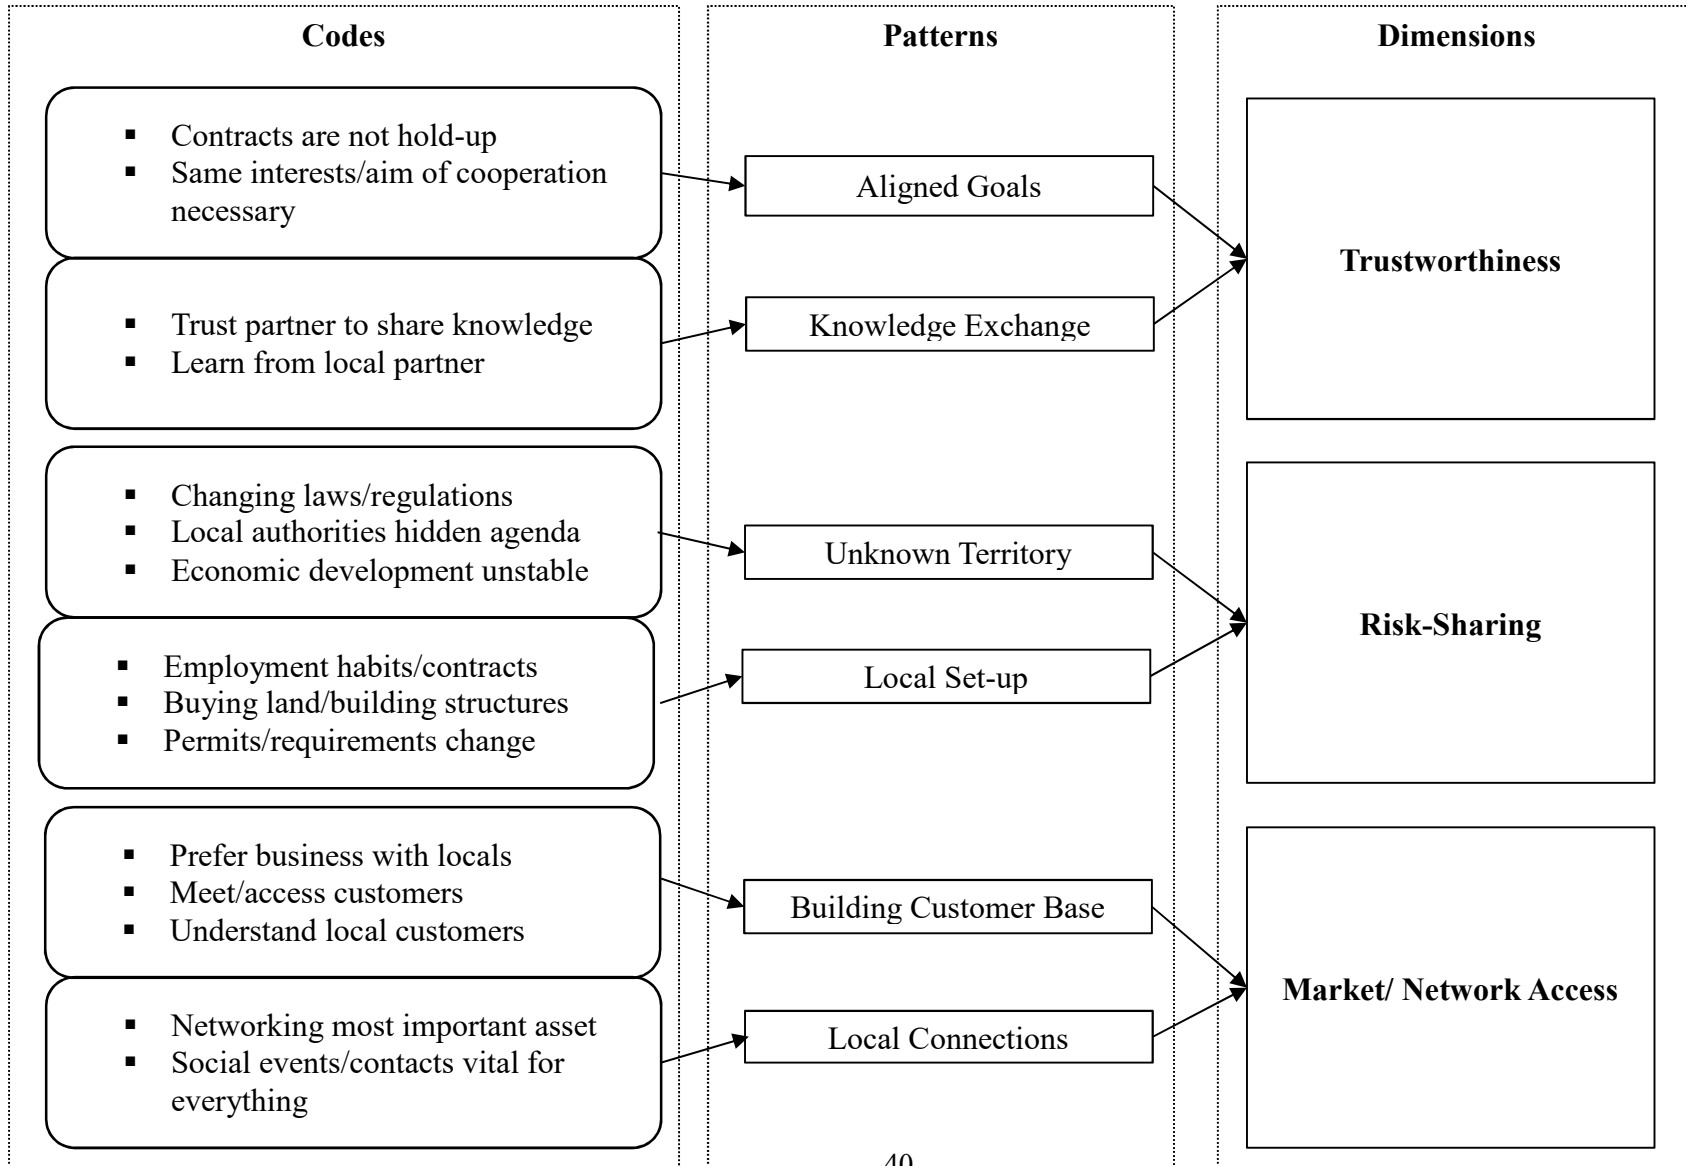 Codes
▪ Contracts are not hold-up
▪ Same interests/aim of cooperation
necessary
▪ Trust partner to share knowledge
▪ Learn from local partner
▪ Changing laws/regulations
▪ Local authorities hidden agenda
▪ Economic development unstable
▪ Employment habits/contracts
▪ Buying land/building structures
▪ Permits/requirements change
▪ Prefer business with locals
▪ Meet/access customers
▪ Understand local customers
▪ Networking most important asset
▪ Social events/contacts vital for
everything
Patterns
Aligned Goals
Knowledge Exchange
Unknown Territory
Local Set-up
Building Customer Base
Local Connections
Dimensions
Trustworthiness
Risk-Sharing
Market/ Network Access
40